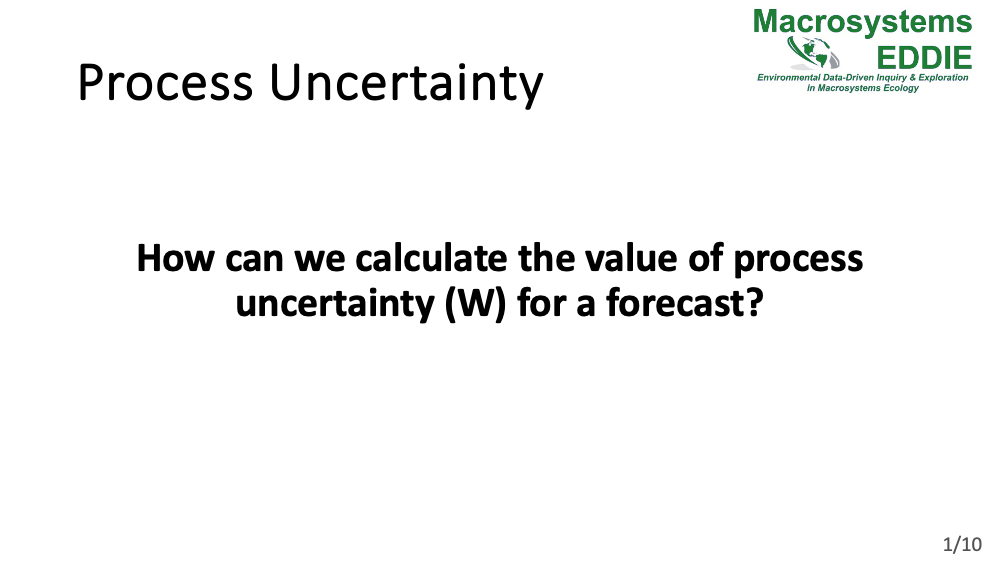 Macrosystems
EDDIE
Environmental Data-Driven Inquiry & Exploration
in Macrosystems Ecology
Process Uncertainty
How can we calculate the value of process
uncertainty (W) for a forecast?
1/10